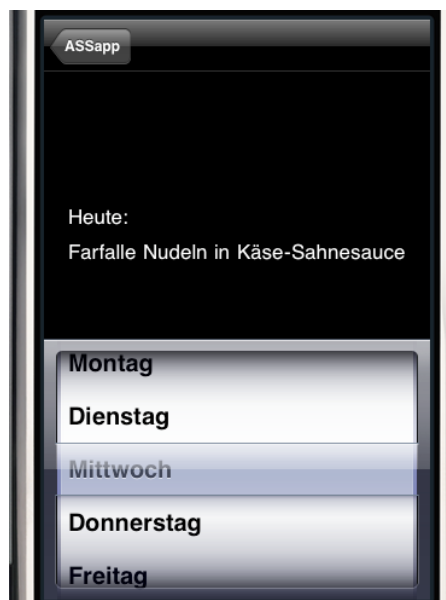 ASSapp
Heute:
Farfalle Nudeln in Käse-Sahnesauce
Montag
Dienstag
Mittwoch
Donnerstag
Freitag